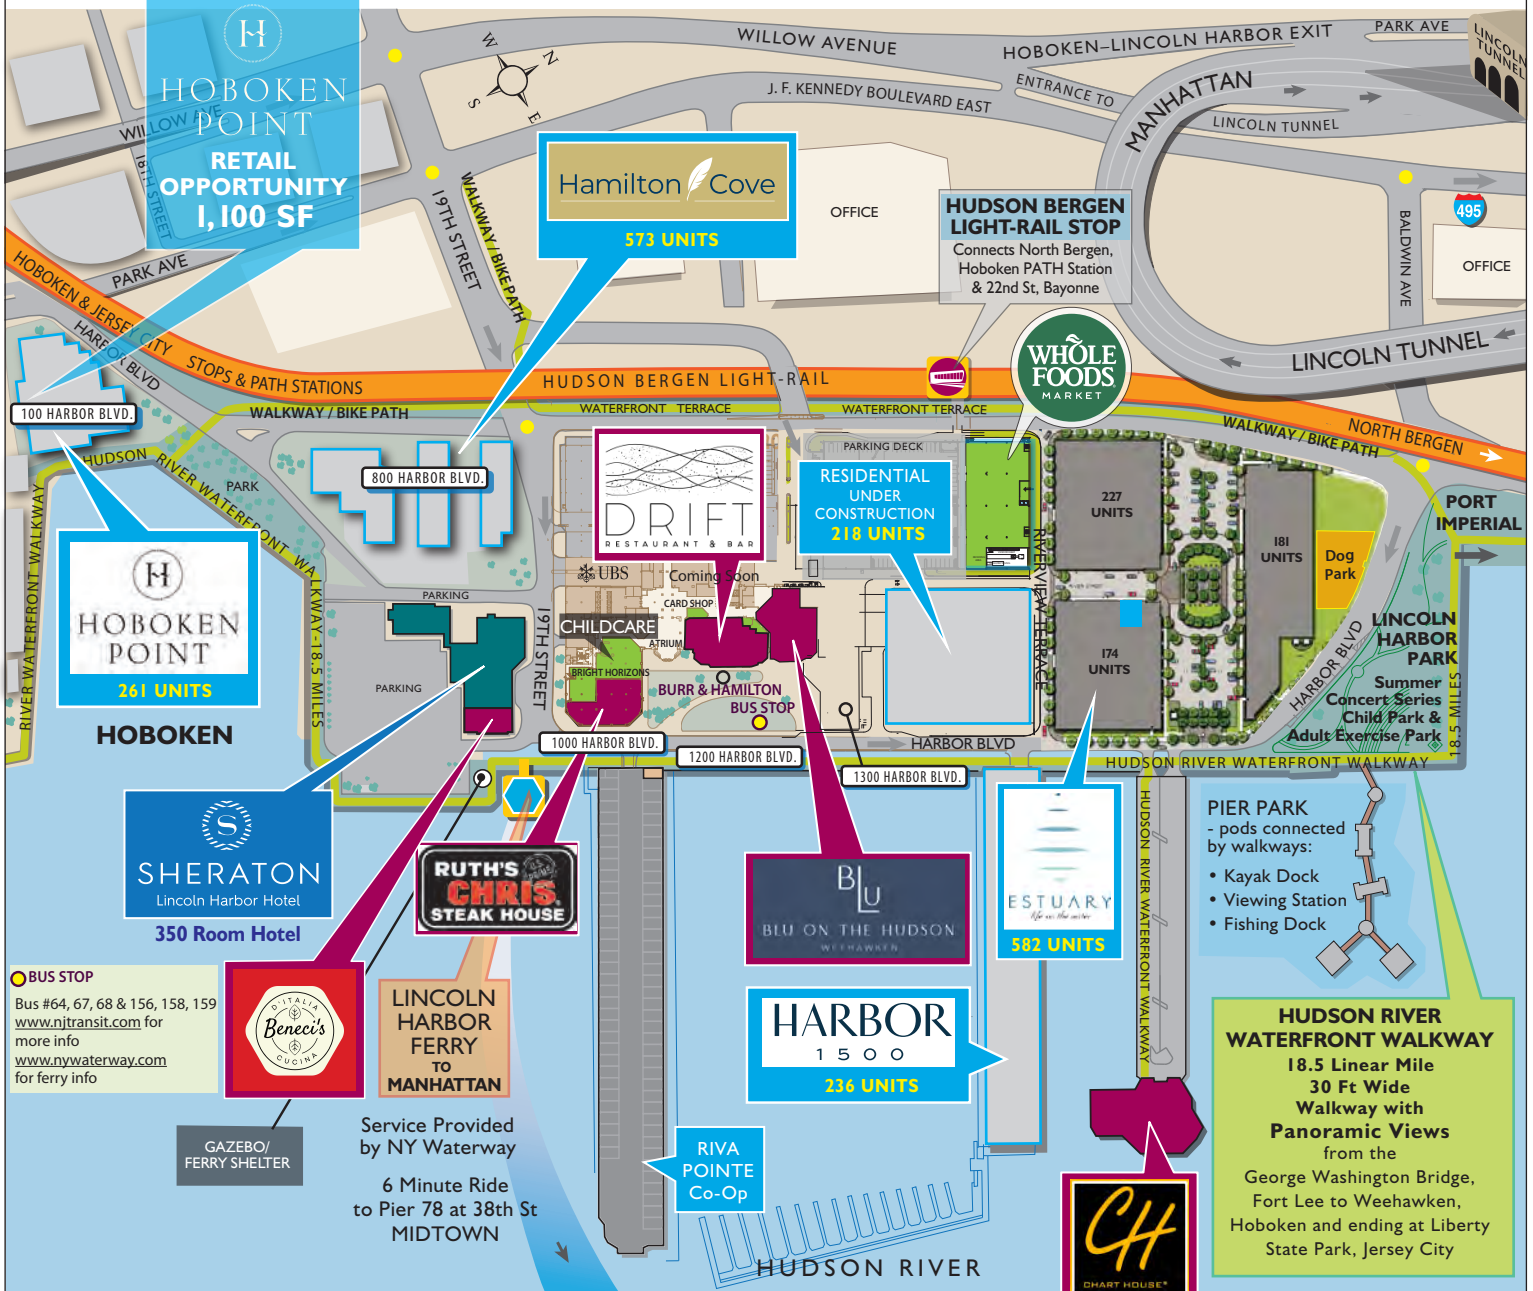 HOBOKEN
POINT
RETAIL
OPPORTUNITY
1,100 SF
WILLOW AVE
18TH STREET
PARK AVE
W
N
S
E
WILLOW AVENUE
HOBOKEN–LINCOLN HARBOR EXIT
PARK AVE
LINCOLN
TUNNEL
J. F. KENNEDY BOULEVARD EAST
ENTRANCE TO
LINCOLN TUNNEL
MANHATTAN
19TH STREET
WALKWAY / BIKE PATH
Hamilton Cove
573 UNITS
OFFICE
HUDSON BERGEN
LIGHT-RAIL STOP
Connects North Bergen,
Hoboken PATH Station
& 22nd St, Bayonne
BALDWIN AVE
495
OFFICE
LINCOLN TUNNEL
WHOLE
FOODS
MARKET
HOBOKEN & JERSEY CITY
STOPS & PATH STATIONS
HUDSON BERGEN LIGHT-RAIL
NORTH BERGEN
HARBOR BLVD
WALKWAY / BIKE PATH
WATERFRONT TERRACE
WATERFRONT TERRACE
WALKWAY / BIKE PATH
100 HARBOR BLVD.
HUDSON RIVER WATERFRONT WALKWAY-18.5 MILES
RIVER WATERFRONT WALKWAY
PARK
800 HARBOR BLVD.
DRIFT
RESTAURANT & BAR
Coming Soon
PARKING DECK
RESIDENTIAL
UNDER
CONSTRUCTION
218 UNITS
227
UNITS
181
UNITS
174
UNITS
Dog
Park
PORT
IMPERIAL
RIVERVIEW TERRACE
HOBOKEN
POINT
261 UNITS
HOBOKEN
PARKING
PARKING
19TH STREET
UBS
CARD SHOP
CHILDCARE
ATRIUM
BRIGHT HORIZONS
BURR & HAMILTON
BUS STOP
1000 HARBOR BLVD.
1200 HARBOR BLVD.
1300 HARBOR BLVD.
HARBOR BLVD
HARBOR BLVD
LINCOLN
HARBOR
PARK
Summer
Concert Series
Child Park &
Adult Exercise Park
18.5 MILES
HUDSON RIVER WATERFRONT WALKWAY
SHERATON
Lincoln Harbor Hotel
350 Room Hotel
RUTH'S
CHRIS
STEAK HOUSE
BLU
BLU ON THE HUDSON
WEEHAWKEN
ESTUARY
582 UNITS
HUDSON RIVER WATERFRONT WALKWAY
PIER PARK
- pods connected
by walkways:
• Kayak Dock
• Viewing Station
• Fishing Dock
BUS STOP
Bus #64, 67, 68 & 156, 158, 159
www.njtransit.com for
more info
www.nywaterway.com
for ferry info
D'ITALIA
Beneci's
CUCINA
GAZEBO/
FERRY SHELTER
LINCOLN
HARBOR
FERRY
TO
MANHATTAN
Service Provided
by NY Waterway
6 Minute Ride
to Pier 78 at 38th St
MIDTOWN
HARBOR
1500
236 UNITS
RIVA
POINTE
Co-Op
HUDSON RIVER
CH
CHART HOUSE
HUDSON RIVER
WATERFRONT WALKWAY
18.5 Linear Mile
30 Ft Wide
Walkway with
Panoramic Views
from the
George Washington Bridge,
Fort Lee to Weehawken,
Hoboken and ending at Liberty
State Park, Jersey City